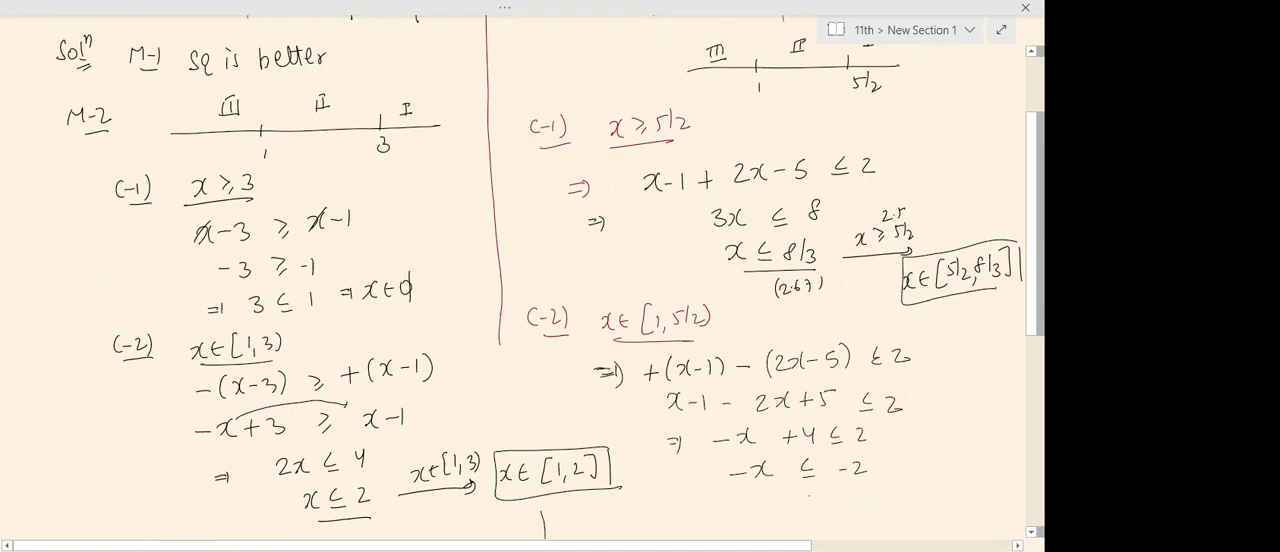 11th > New Section 1
Solⁿ M-1 Sq is better
M-2
III II I
1 3
C-1) x ≥ 3
x-3 ≥ x-1
-3 ≥ -1
⇒ 3 ≤ 1 ⇒ x∈ϕ
C-2) x∈[1,3)
-(x-3) ≥ +(x-1)
-x+3 ≥ x-1
⇒ 2x ≤ 4
x ≤ 2 x∈[1,3) x∈[1,2]
III II I
1 5/2
C-1) x ≥ 5/2
⇒ x-1 + 2x-5 ≤ 2
⇒ 3x ≤ 8
x ≤ 8/3 x ≥ 5/2 x∈[5/2,8/3]
2.5
(2.67)
C-2) x∈[1,5/2)
⇒ +(x-1) - (2x-5) ≤ 2
x-1 - 2x+5 ≤ 2
⇒ -x +4 ≤ 2
-x ≤ -2